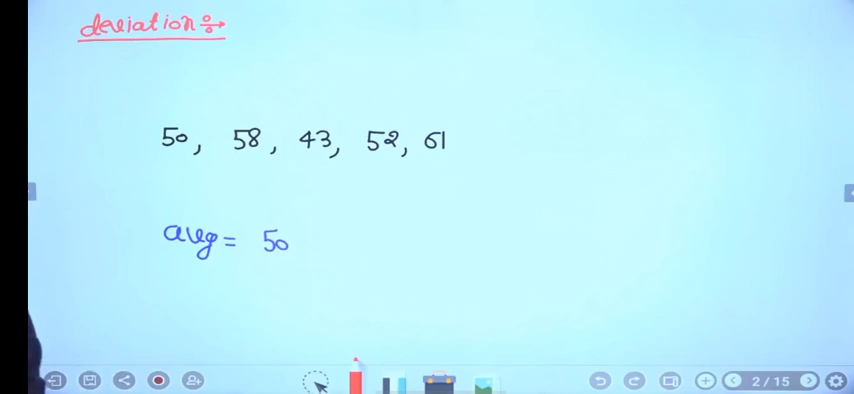 deviation :→
50, 58, 43, 52, 61
avg = 50
2 / 15